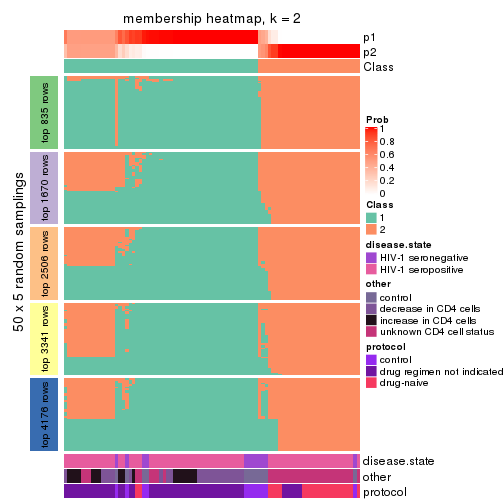 membership heatmap, k = 2
p1
p2
Class
50 x 5 random samplings
top 835 rows
top 1670 rows
top 2506 rows
top 3341 rows
top 4176 rows
disease.state
other
protocol
Prob
1
0.8
0.6
0.4
0.2
0
Class
1
2
disease.state
HIV-1 seronegative
HIV-1 seropositive
other
control
decrease in CD4 cells
increase in CD4 cells
unknown CD4 cell status
protocol
control
drug regimen not indicated
drug-naive